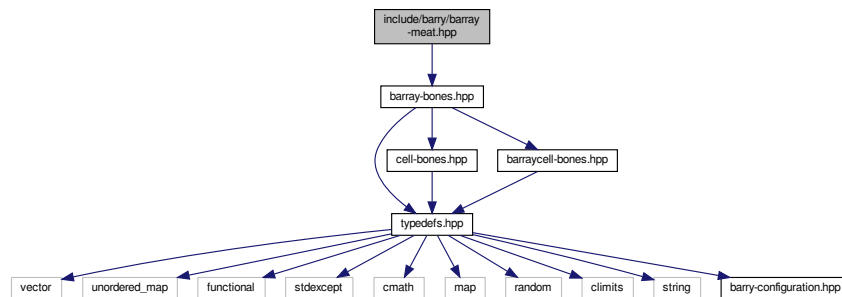 include/barry/barray
-meat.hpp
barray-bones.hpp
cell-bones.hpp
barraycell-bones.hpp
typedefs.hpp
vector
unordered_map
functional
stdexcept
cmath
map
random
climits
string
barry-configuration.hpp